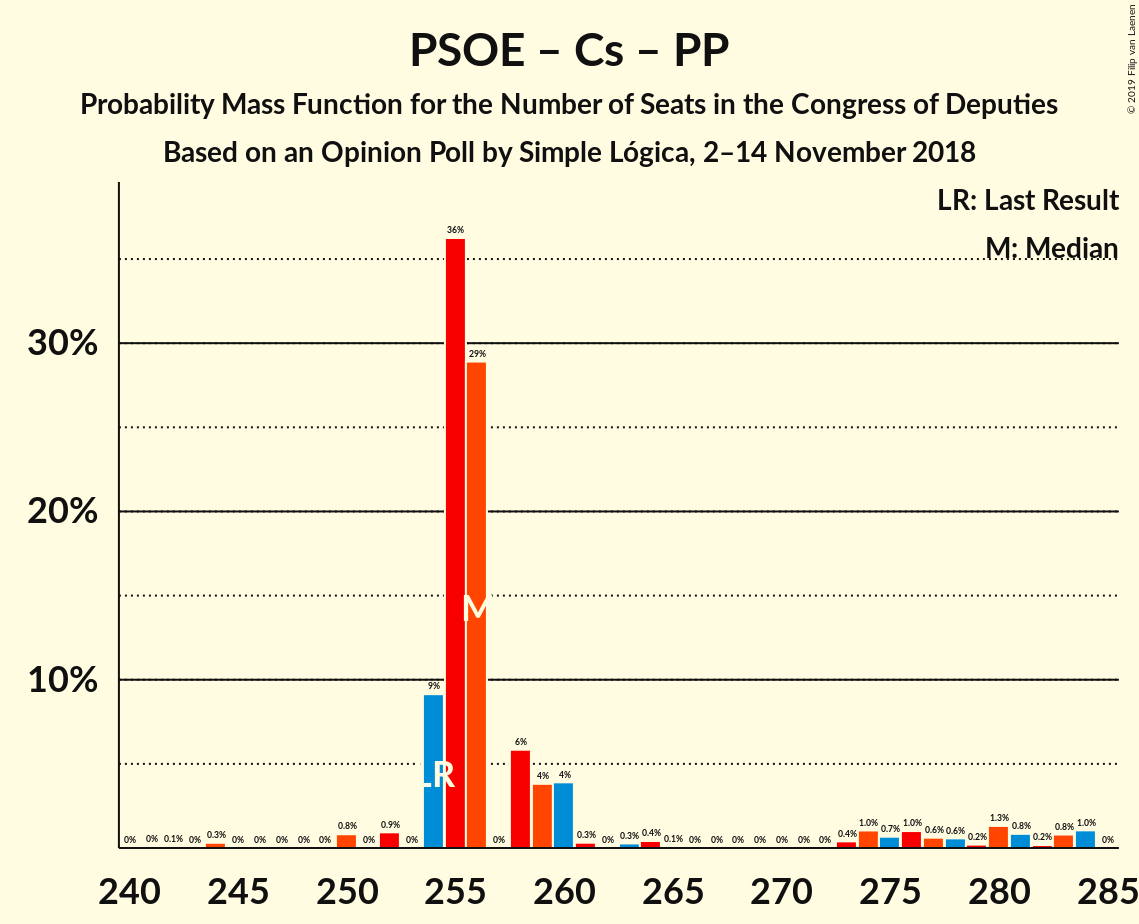 PSOE – Cs – PP
Probability Mass Function for the Number of Seats in the Congress of Deputies
Based on an Opinion Poll by Simple Lógica, 2–14 November 2018
© 2019 Filip van Laenen
LR: Last Result
M: Median
30%
20%
10%
0% 0% 0.1% 0% 0.3% 0% 0% 0% 0% 0% 0.8% 0% 0.9% 0% 9% 36% 29% 0% 6% 4% 4% 0.3% 0% 0.3% 0.4% 0.1% 0% 0% 0% 0% 0% 0% 0% 0.4% 1.0% 0.7% 1.0% 0.6% 0.6% 0.2% 1.3% 0.8% 0.2% 0.8% 1.0% 0%
M
LR
240 245 250 255 260 265 270 275 280 285